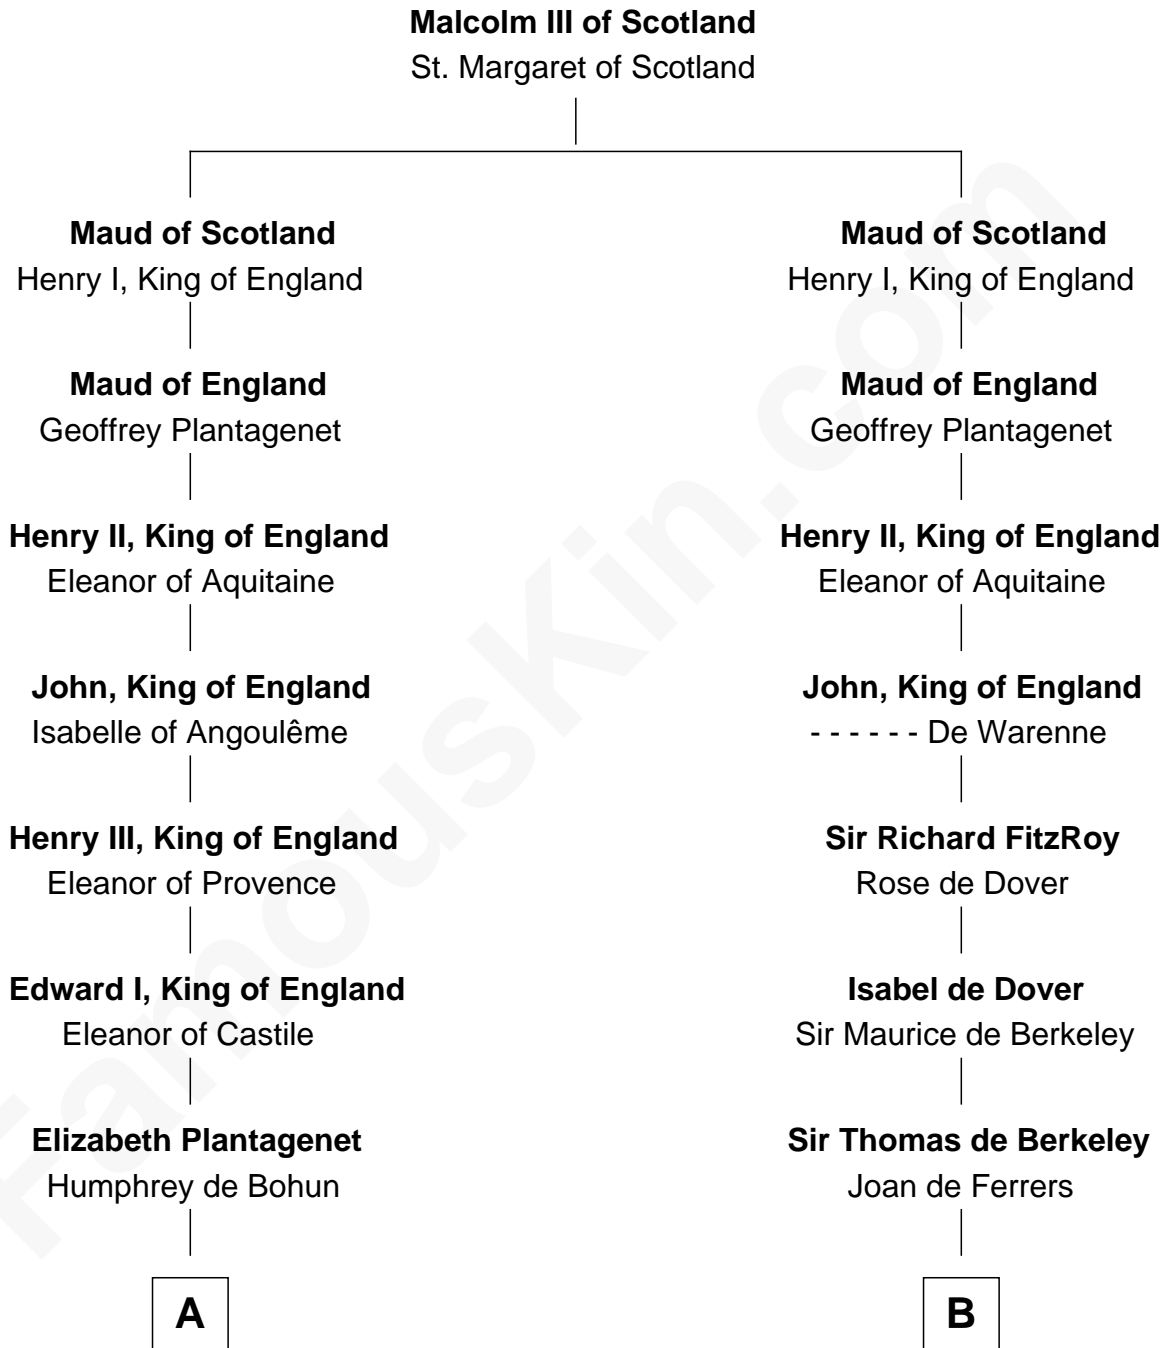 Malcolm III of Scotland
St. Margaret of Scotland
Maud of Scotland
Henry I, King of England
Maud of England
Geoffrey Plantagenet
Henry II, King of England
Eleanor of Aquitaine
John, King of England
Isabelle of Angoulême
Henry III, King of England
Eleanor of Provence
Edward I, King of England
Eleanor of Castile
Elizabeth Plantagenet
Humphrey de Bohun
A
Maud of Scotland
Henry I, King of England
Maud of England
Geoffrey Plantagenet
Henry II, King of England
Eleanor of Aquitaine
John, King of England
- - - - - - De Warenne
Sir Richard FitzRoy
Rose de Dover
Isabel de Dover
Sir Maurice de Berkeley
Sir Thomas de Berkeley
Joan de Ferrers
B
FamousKin.com